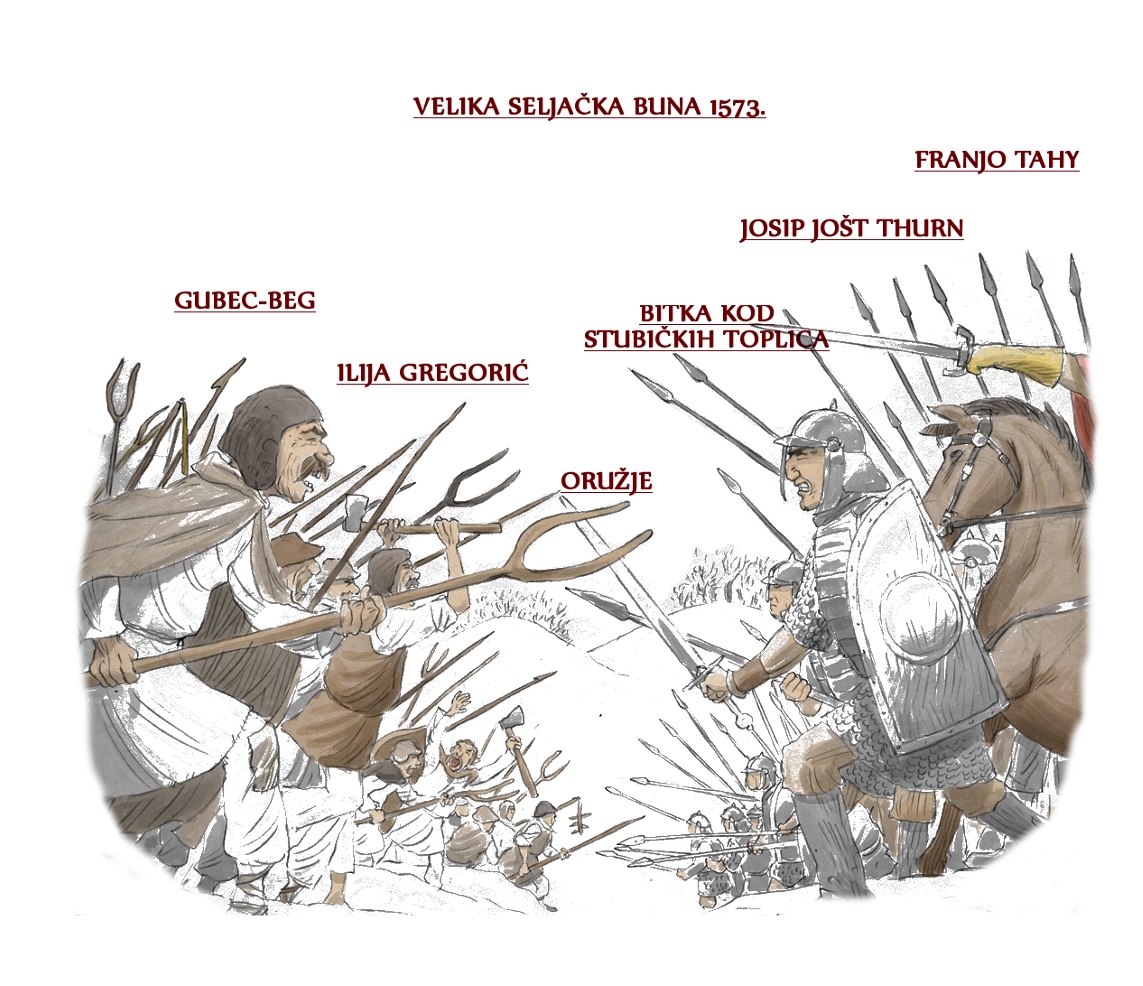 VELIKA SELJAČKA BUNA 1573.
FRANJO TAHY
JOSIP JOŠT THURN
GUBEC-BEG
BITKA KOD
STUBIČKIH TOPLICA
ILIJA GREGORIĆ
ORUŽJE